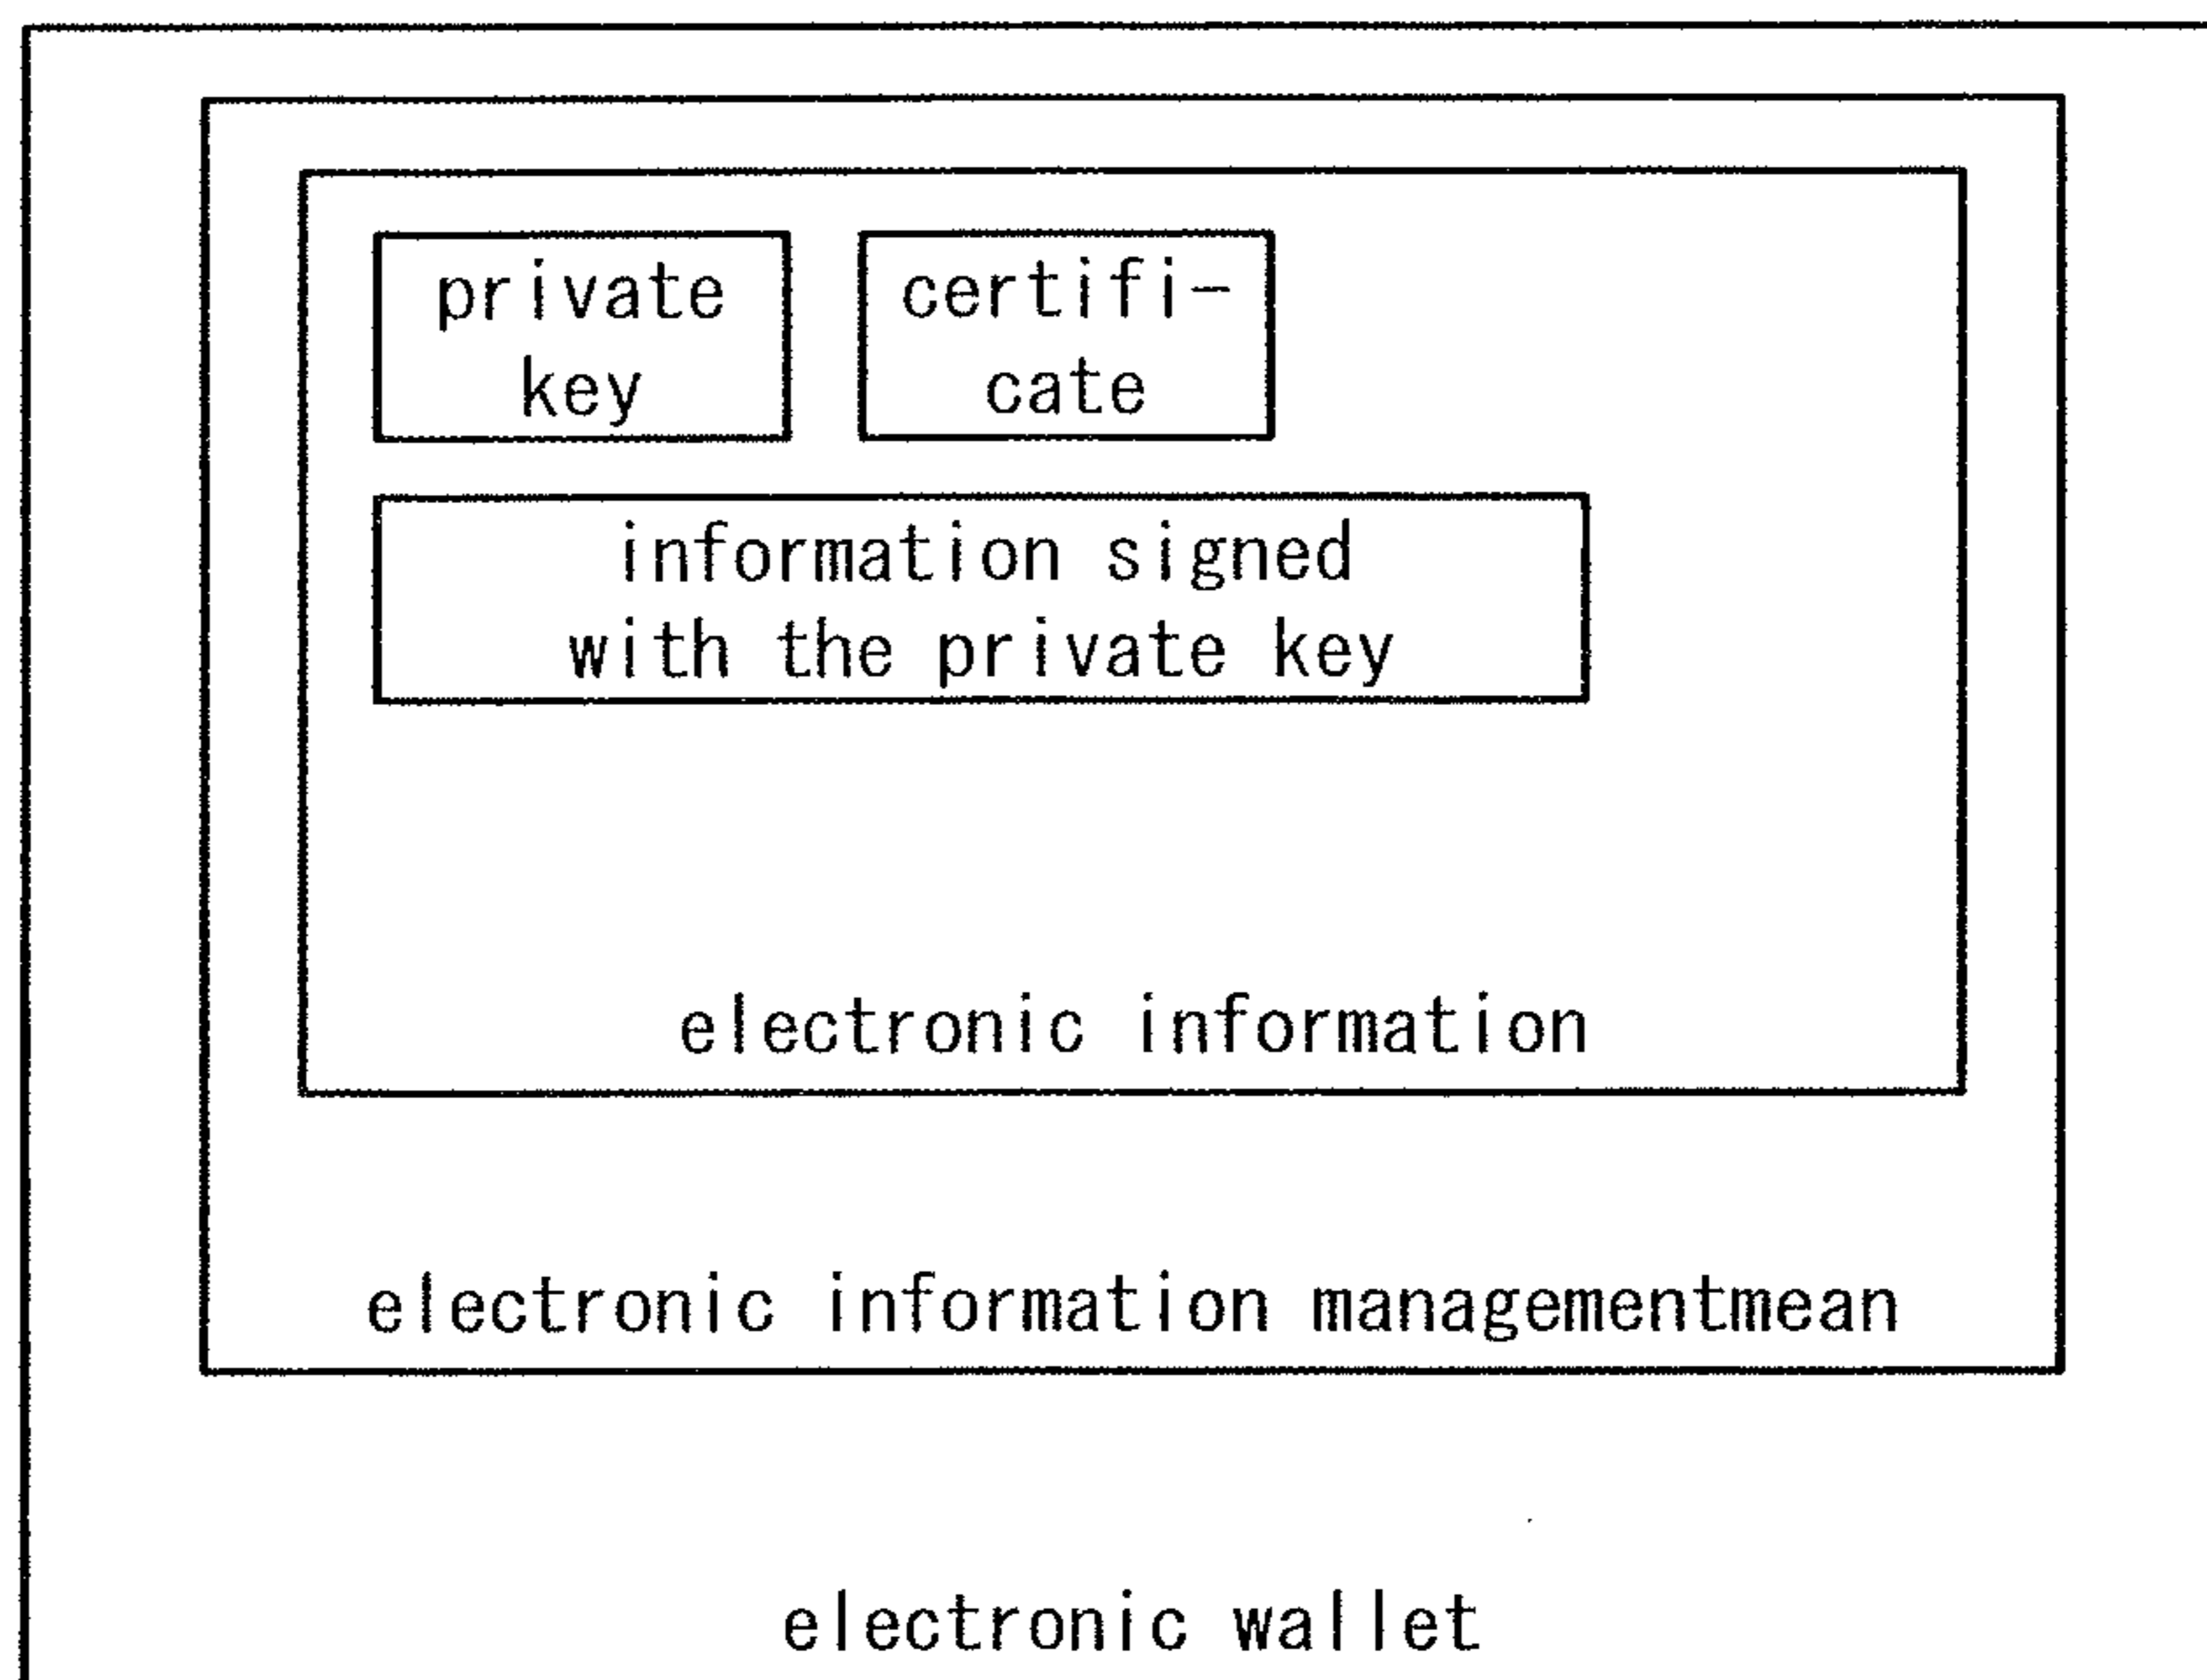 private
key
certifi-
cate
information signed
with the private key
electronic information
electronic information managementmean
electronic wallet